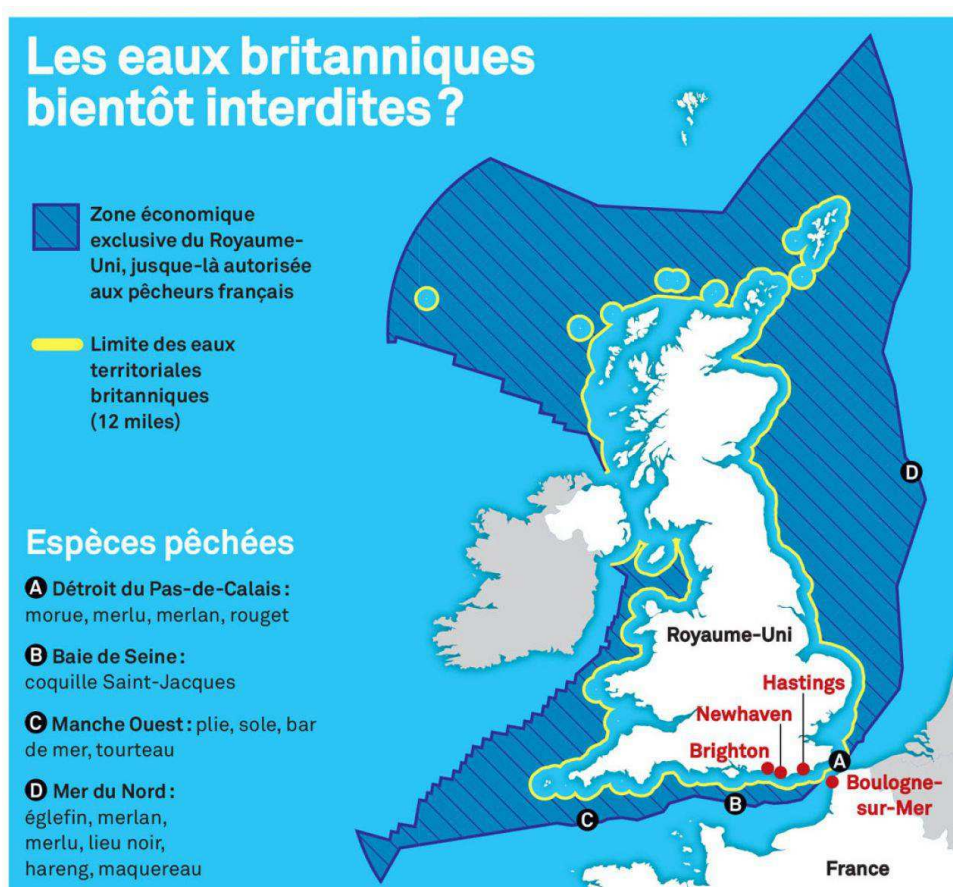 Les eaux britanniques
bientôt interdites ?
Zone économique
exclusive du Royaume-
Uni, jusque-là autorisée
aux pêcheurs français
Limite des eaux
territoriales
britanniques
(12 miles)
Espèces pêchées
A Détroit du Pas-de-Calais :
morue, merlu, merlan, rouget
B Baie de Seine :
coquille Saint-Jacques
C Manche Ouest : plie, sole, bar
de mer, tourteau
D Mer du Nord :
églefin, merlan,
merlu, lieu noir,
hareng, maquereau
D
Royaume-Uni
Hastings
Newhaven
Brighton
A
Boulogne-
sur-Mer
B
C
France